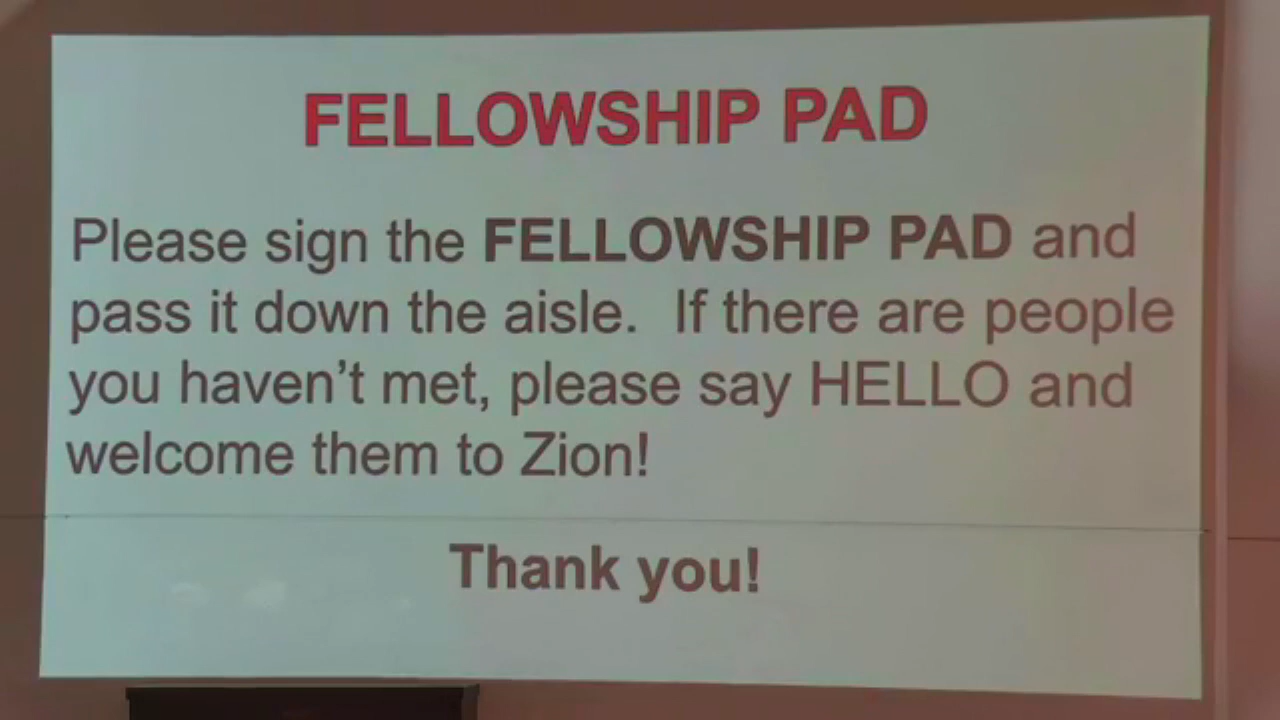 FELLOWSHIP PAD
Please sign the FELLOWSHIP PAD and
pass it down the aisle.  If there are people
you haven't met, please say HELLO and
welcome them to Zion!
Thank you!